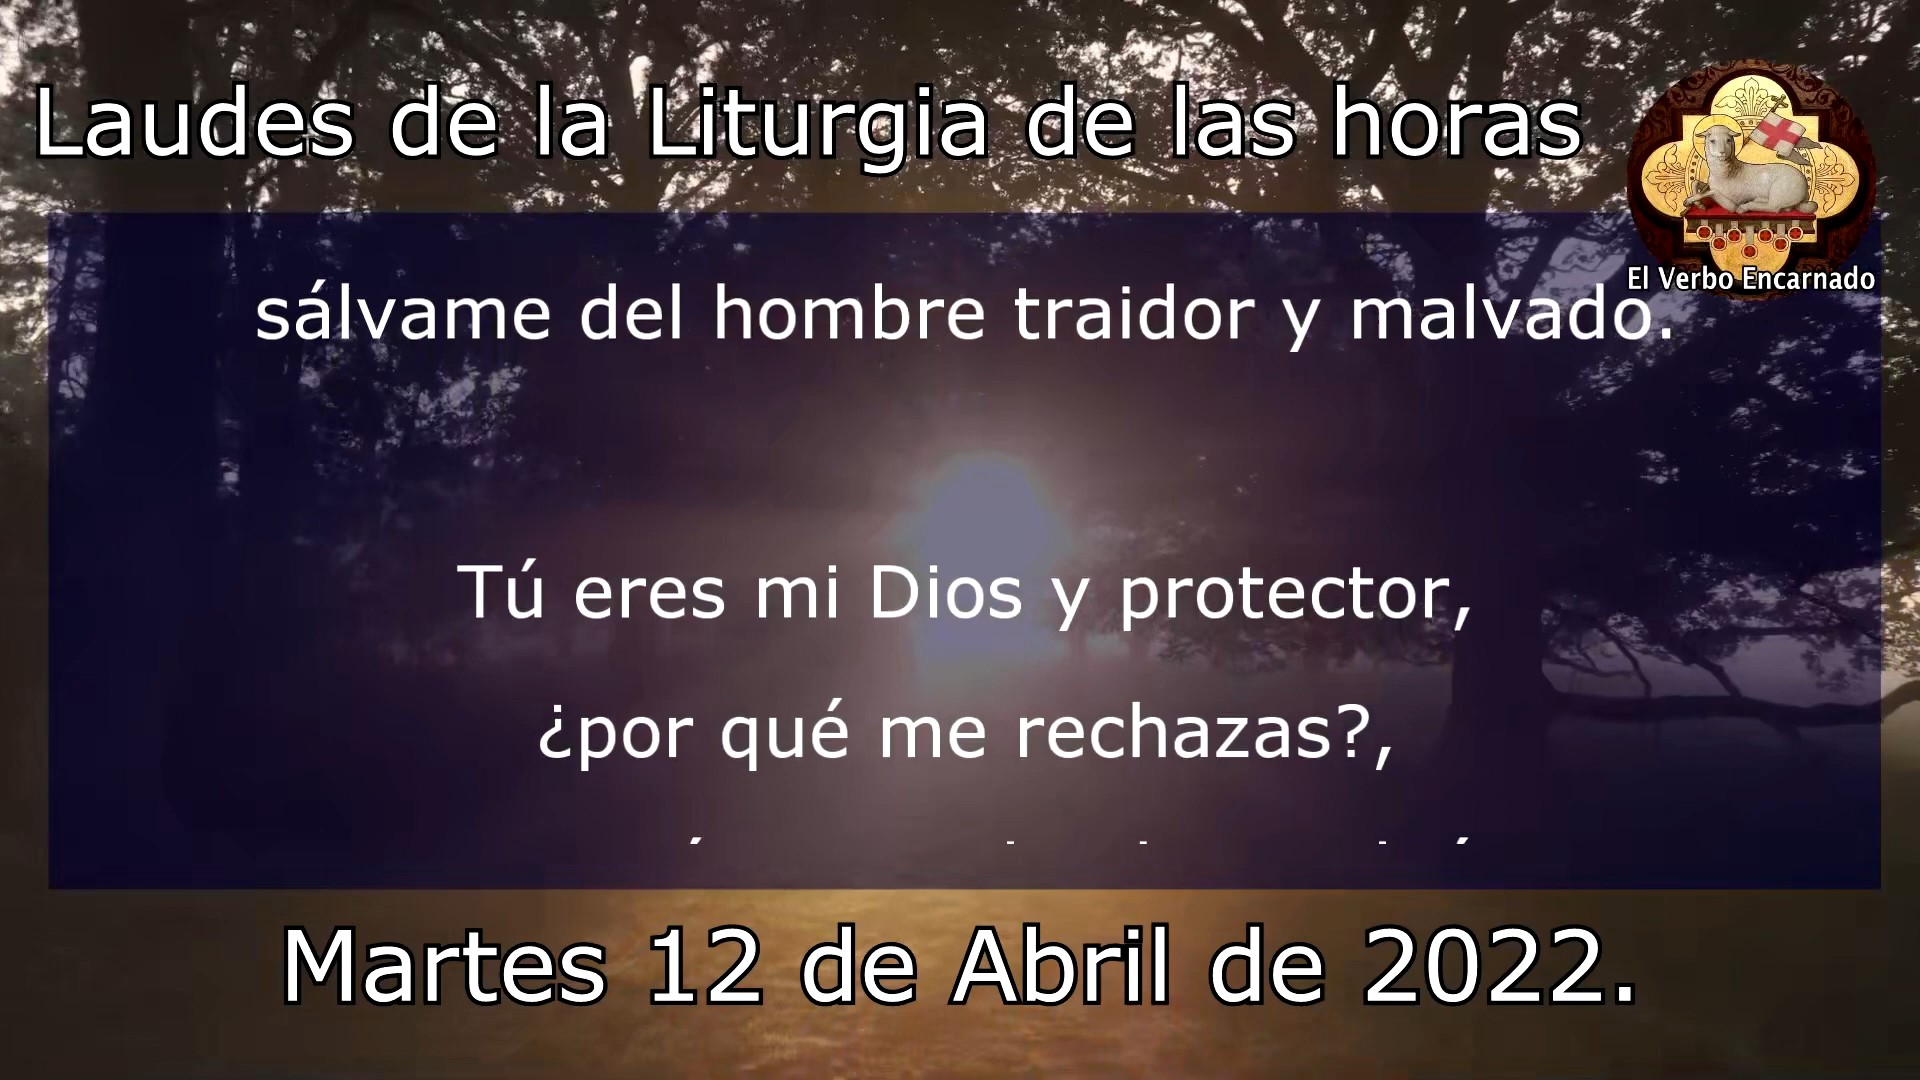 Laudes de la Liturgia de las horas
El Verbo Encarnado
sálvame del hombre traidor y malvado.
Tú eres mi Dios y protector,
¿por qué me rechazas?,
Martes 12 de Abril de 2022.